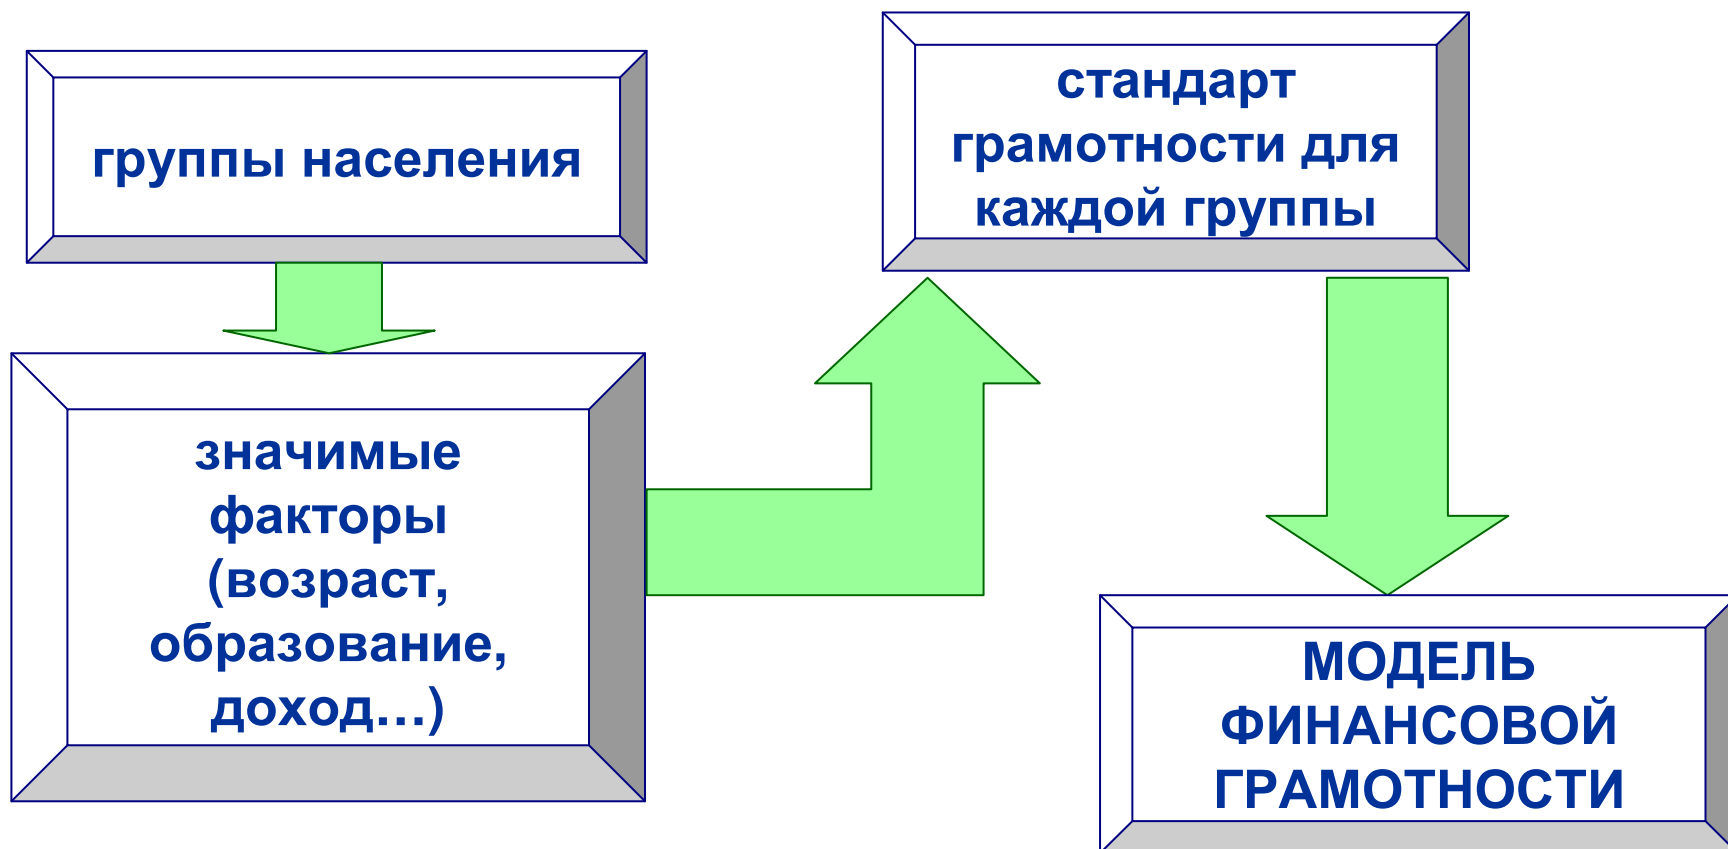 группы населения
значимые
факторы
(возраст,
образование,
доход...)
стандарт
грамотности для
каждой группы
МОДЕЛЬ
ФИНАНСОВОЙ
ГРАМОТНОСТИ